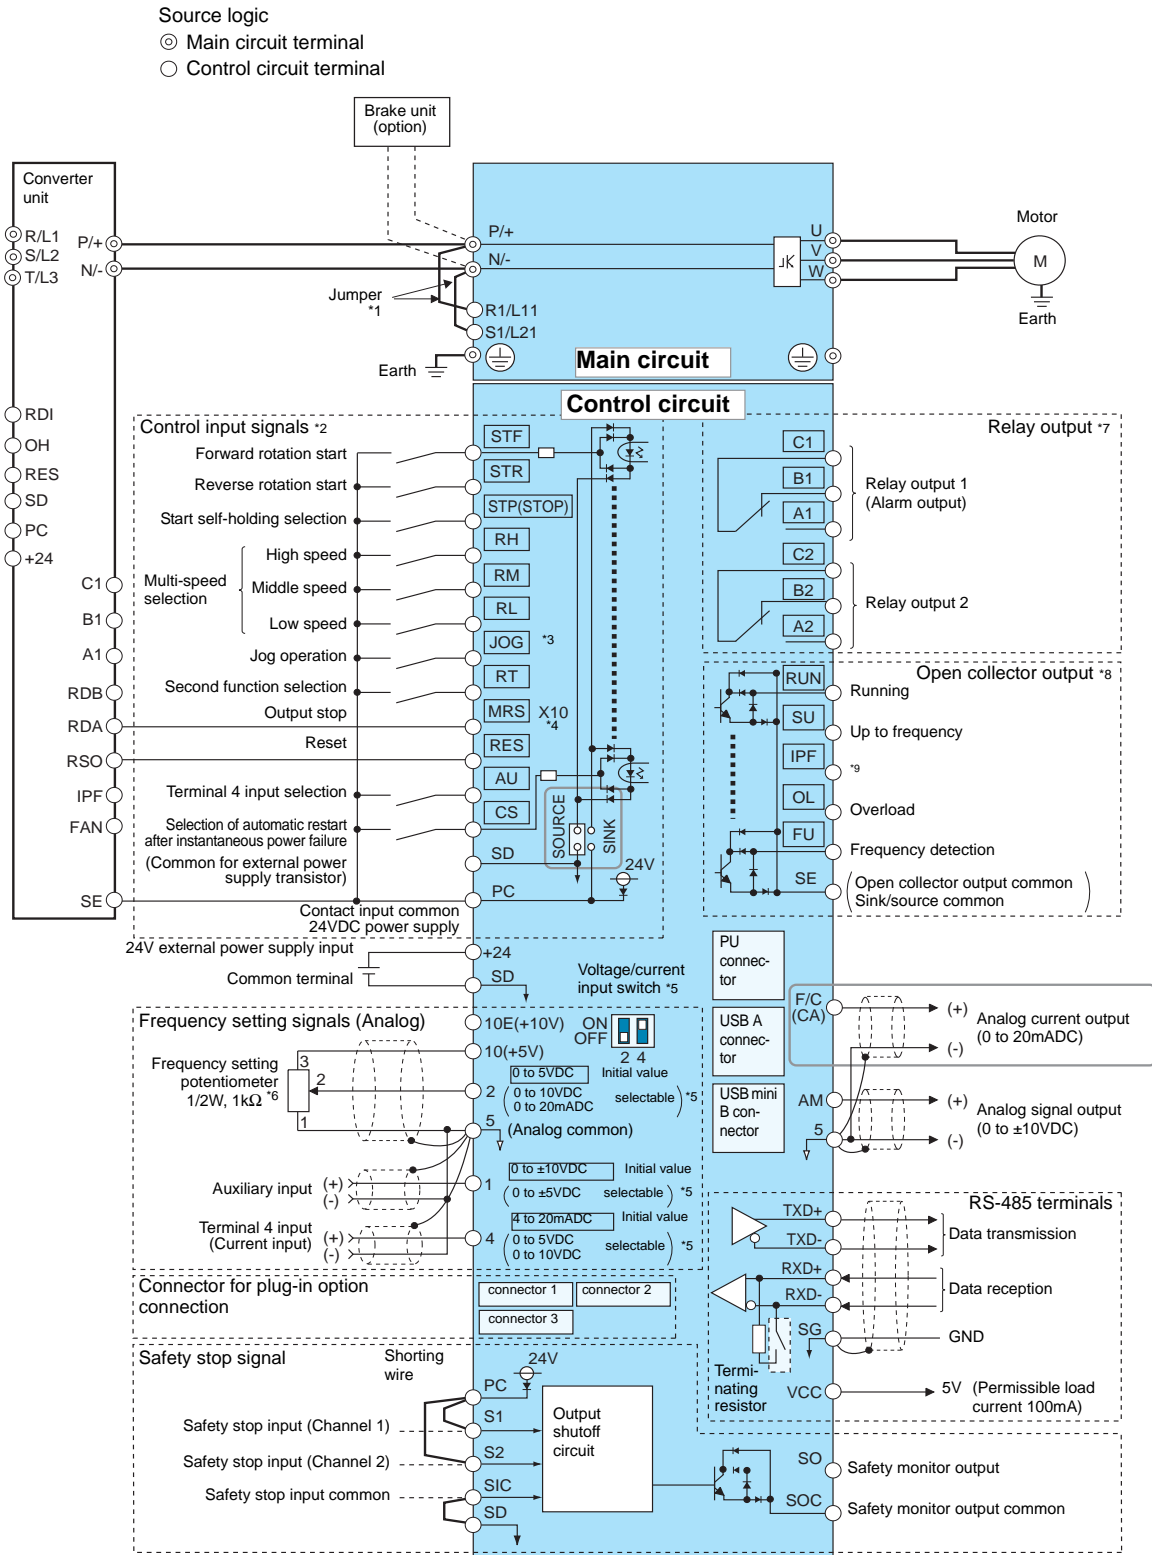 Source logic
Main circuit terminal
Control circuit terminal
Brake unit
(option)
Converter
unit
R/L1
S/L2
T/L3
P/+
N/-
P/+
N/-
Jumper
*1
R1/L11
S1/L21
Earth
Main circuit
U
V
W
Motor
M
Earth
RDI
OH
RES
SD
PC
+24
C1
B1
A1
RDB
RDA
RSO
IPF
FAN
SE
Control circuit
Control input signals *2
Forward rotation start
Reverse rotation start
Start self-holding selection
Multi-speed
selection
High speed
Middle speed
Low speed
Jog operation
Second function selection
Output stop
Reset
Terminal 4 input selection
Selection of automatic restart
after instantaneous power failure
(Common for external power
supply transistor)
Contact input common
24VDC power supply
STF
STR
STP(STOP)
RH
RM
RL
JOG *3
RT
MRS X10
*4
RES
AU
CS
SD
PC
SOURCE
SINK
24V
Relay output *7
C1
B1
A1
Relay output 1
(Alarm output)
C2
B2
A2
Relay output 2
Open collector output *8
RUN
Running
SU
Up to frequency
IPF
*9
OL
Overload
FU
Frequency detection
SE
(Open collector output common
Sink/source common)
24V external power supply input
Common terminal
+24
SD
Voltage/current
input switch *5
ON
OFF
2 4
PU
connec-
tor
USB A
connec-
tor
USB mini
B con-
nector
F/C
(CA)
(+)
(-)
Analog current output
(0 to 20mADC)
AM
5
(+)
(-)
Analog signal output
(0 to ±10VDC)
Frequency setting signals (Analog)
Frequency setting
potentiometer
1/2W, 1kΩ *6
3
2
1
10E(+10V)
10(+5V)
2
0 to 5VDC Initial value
(0 to 10VDC
0 to 20mADC selectable) *5
5
(Analog common)
Auxiliary input
(+)
(-)
1
0 to ±10VDC Initial value
(0 to ±5VDC selectable) *5
Terminal 4 input
(Current input)
(+)
(-)
4
4 to 20mADC Initial value
(0 to 5VDC
0 to 10VDC selectable) *5
RS-485 terminals
TXD+
TXD-
Data transmission
RXD+
RXD-
Data reception
SG
GND
Termi-
nating
resistor
VCC
5V (Permissible load
current 100mA)
Connector for plug-in option
connection
connector 1
connector 2
connector 3
Safety stop signal
Shorting
wire
Safety stop input (Channel 1)
Safety stop input (Channel 2)
Safety stop input common
PC
24V
S1
S2
SIC
SD
Output
shutoff
circuit
SO
Safety monitor output
SOC
Safety monitor output common